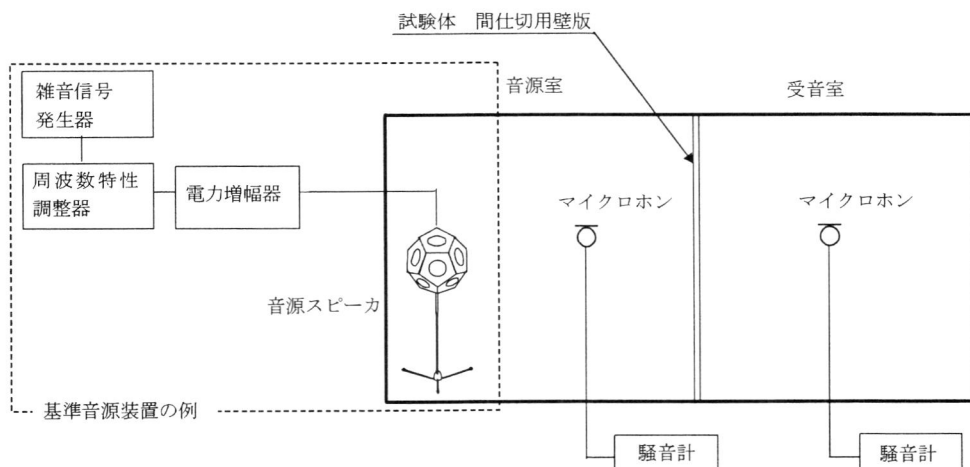 試験体 間仕切用壁版
音源室
受音室
雑音信号
発生器
周波数特性
調整器
電力増幅器
マイクロホン
マイクロホン
音源スピーカ
基準音源装置の例
騒音計
騒音計